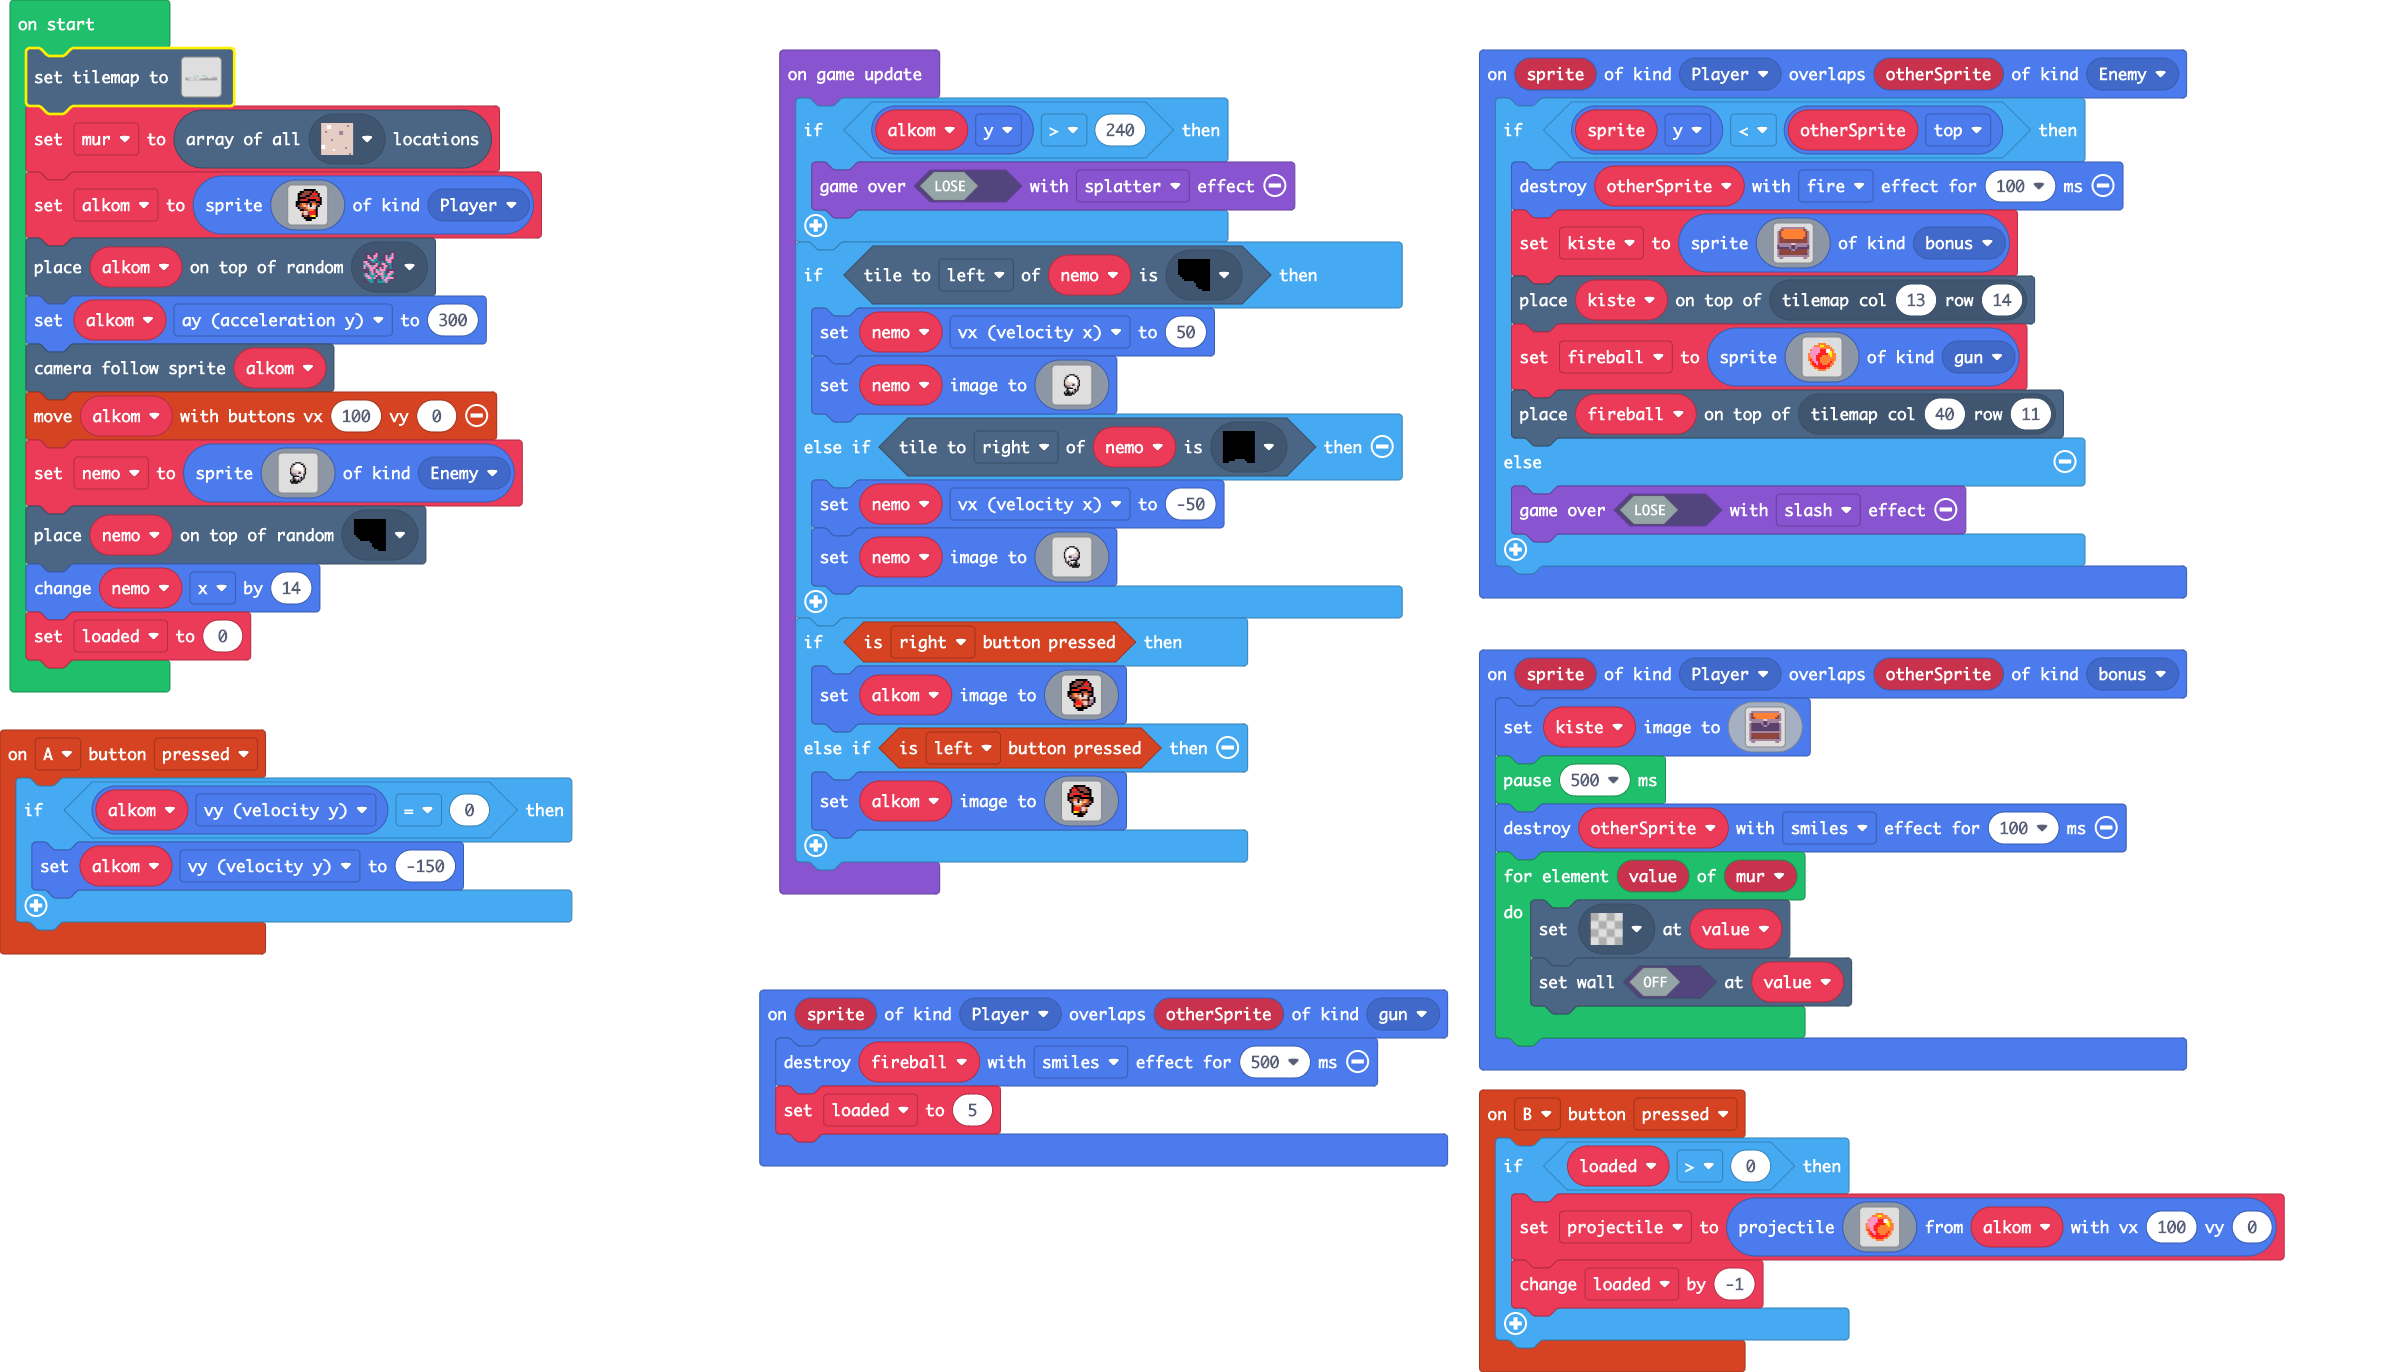 on start
set tilemap to
set mur to array of all locations
set alkom to sprite of kind Player
place alkom on top of random
set alkom ay (acceleration y) to 300
camera follow sprite alkom
move alkom with buttons vx 100 vy 0
set nemo to sprite of kind Enemy
place nemo on top of random
change nemo x by 14
set loaded to 0
on A button pressed
if alkom vy (velocity y) = 0 then
set alkom vy (velocity y) to -150
on game update
if alkom y > 240 then
game over LOSE with splatter effect
if tile to left of nemo is then
set nemo vx (velocity x) to 50
set nemo image to
else if tile to right of nemo is then
set nemo vx (velocity x) to -50
set nemo image to
if is right button pressed then
set alkom image to
else if is left button pressed then
set alkom image to
on sprite of kind Player overlaps otherSprite of kind gun
destroy fireball with smiles effect for 500 ms
set loaded to 5
on sprite of kind Player overlaps otherSprite of kind Enemy
if sprite y < otherSprite top then
destroy otherSprite with fire effect for 100 ms
set kiste to sprite of kind bonus
place kiste on top of tilemap col 13 row 14
set fireball to sprite of kind gun
place fireball on top of tilemap col 40 row 11
else
game over LOSE with slash effect
on sprite of kind Player overlaps otherSprite of kind bonus
set kiste image to
pause 500 ms
destroy otherSprite with smiles effect for 100 ms
for element value of mur
do set at value
set wall OFF at value
on B button pressed
if loaded > 0 then
set projectile to projectile from alkom with vx 100 vy 0
change loaded by -1